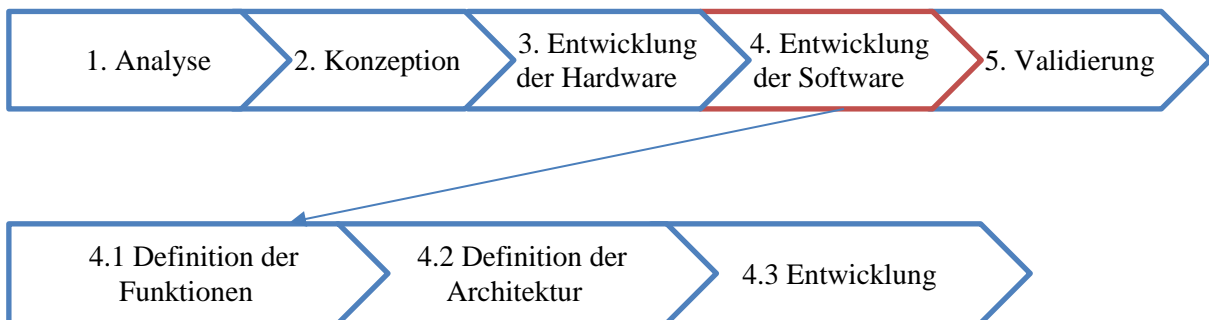 1. Analyse
2. Konzeption
3. Entwicklung
der Hardware
4. Entwicklung
der Software
5. Validierung
4.1 Definition der
Funktionen
4.2 Definition der
Architektur
4.3 Entwicklung